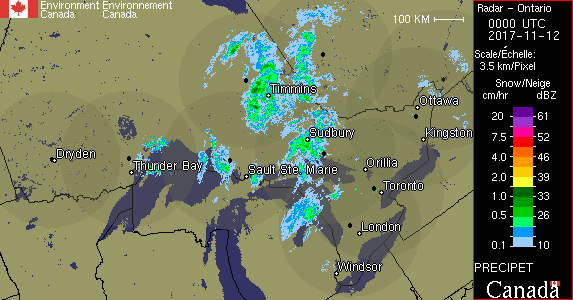 Environment Environnement
Canada Canada
100 KM
Timmins
Ottawa
Sudbury
Kingston
Dryden
Thunder Bay
Sault Ste. Marie
Orillia
Toronto
London
Windsor
Radar - Ontario
0000 UTC
2017-11-12
Scale/Échelle:
3.5 km/Pixel
Snow/Neige
cm/hr dBZ
20 61
7.5 52
4.0 46
2.0 39
1.0 33
0.5 26
0.1 10
PRECIPET
Canada